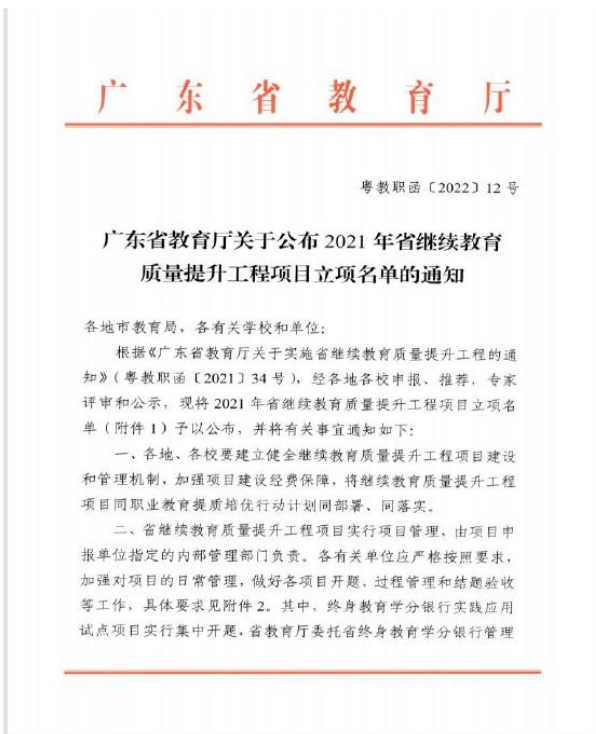 广东省教育厅
粤教职函〔2022〕12号
广东省教育厅关于公布2021年省继续教育
质量提升工程项目立项名单的通知
各地市教育局，各有关学校和单位：
根据《广东省教育厅关于实施省继续教育质量提升工程的通
知》（粤教职函〔2021〕34号），经各地各校申报、推荐，专家
评审和公示，现将2021年省继续教育质量提升工程项目立项名
单（附件1）予以公布，并将有关事宜通知如下：
一、各地、各校要建立健全继续教育质量提升工程项目建设
和管理机制，加强项目建设经费保障，将继续教育质量提升工程
项目同职业教育提质培优行动计划同部署、同落实。
二、省继续教育质量提升工程项目实行项目管理，由项目申
报单位指定的内部管理部门负责。各有关单位应严格按照要求，
加强对项目的日常管理，做好各项目开题、过程管理和结题验收
等工作，具体要求见附件2。其中，终身教育学分银行实践应用
试点项目实行集中开题，省教育厅委托省终身教育学分银行管理